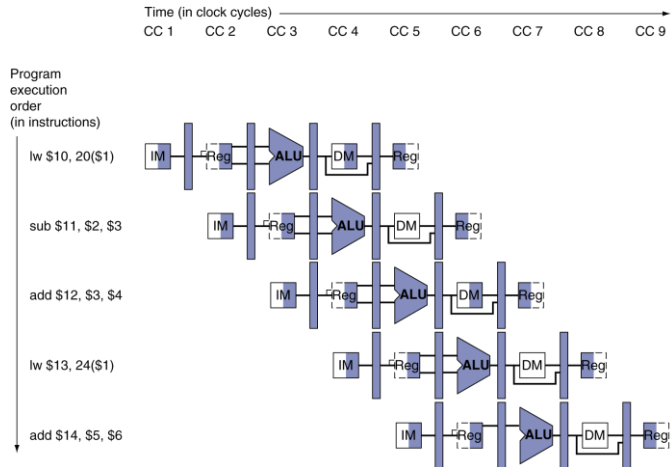 Time (in clock cycles)
CC 1 CC 2 CC 3 CC 4 CC 5 CC 6 CC 7 CC 8 CC 9
Program
execution
order
(in instructions)
lw $10, 20($1)
IM Reg ALU DM Reg
sub $11, $2, $3
IM Reg ALU DM Reg
add $12, $3, $4
IM Reg ALU DM Reg
lw $13, 24($1)
IM Reg ALU DM Reg
add $14, $5, $6
IM Reg ALU DM Reg